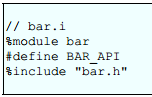 // bar.i
%module bar
#define BAR_API
%include "bar.h"